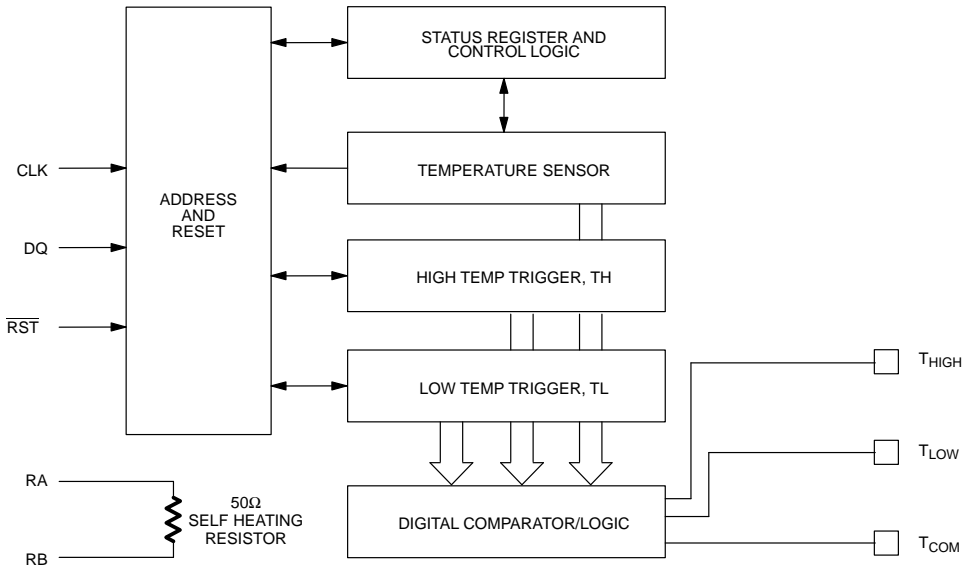 STATUS REGISTER AND
CONTROL LOGIC
CLK
TEMPERATURE SENSOR
ADDRESS
AND
RESET
DQ
HIGH TEMP TRIGGER, TH
RST
LOW TEMP TRIGGER, TL
THIGH
TLOW
RA
50Ω
SELF HEATING
RESISTOR
DIGITAL COMPARATOR/LOGIC
RB
TCOM